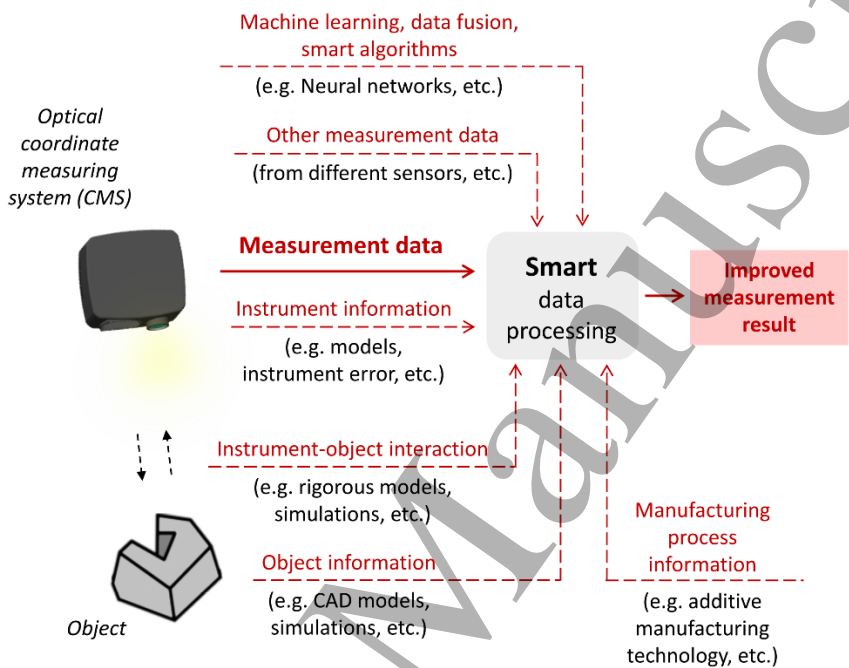 Machine learning, data fusion,
smart algorithms
(e.g. Neural networks, etc.)
Optical
coordinate
measuring
system (CMS)
Other measurement data
(from different sensors, etc.)
Measurement data
Smart
data
processing
Improved
measurement
result
Instrument information
(e.g. models,
instrument error, etc.)
Instrument-object interaction
(e.g. rigorous models,
simulations, etc.)
Manufacturing
process
information
Object information
(e.g. CAD models,
simulations, etc.)
(e.g. additive
manufacturing
technology, etc.)
Object
Manusc